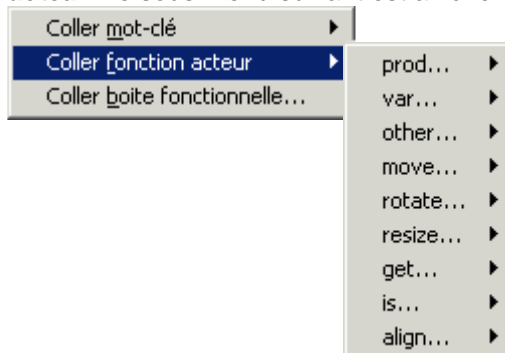 Coller mot-clé
Coller fonction acteur
Coller boite fonctionnelle...
prod...
var...
other...
move...
rotate...
resize...
get...
is...
align...